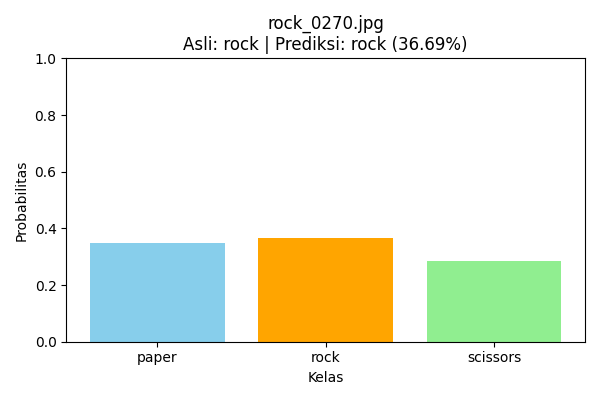 rock_0270.jpg
Asli: rock | Prediksi: rock (36.69%)
1.0
0.8
0.6
0.4
0.2
0.0
Probabilitas
paper rock scissors
Kelas